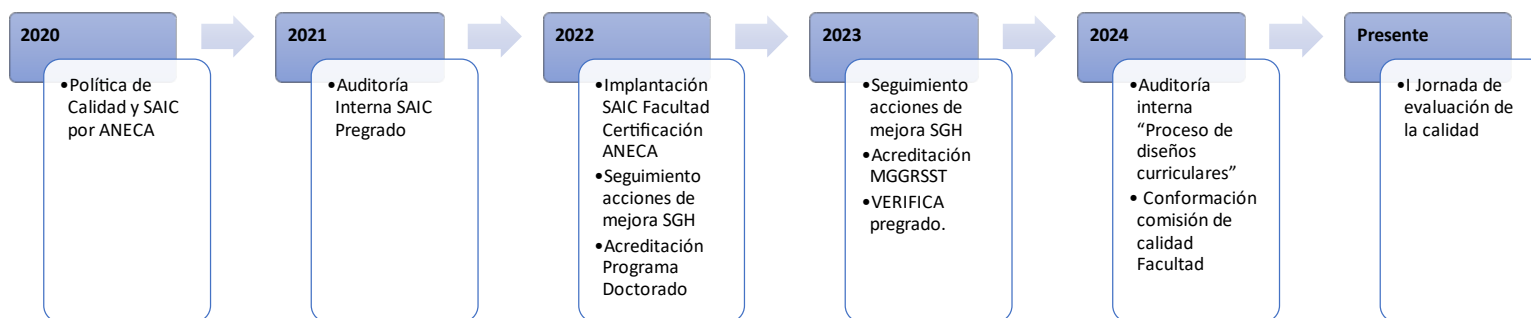 2020
•Política de
Calidad y SAIC
por ANECA
2021
•Auditoría
Interna SAIC
Pregrado
2022
•Implantación
SAIC Facultad
Certificación
ANECA
•Seguimiento
acciones de
mejora SGH
•Acreditación
Programa
Doctorado
2023
•Seguimiento
acciones de
mejora SGH
•Acreditación
MGGRSST
•VERIFICA
pregrado.
2024
•Auditoría
interna
“Proceso de
diseños
curriculares”
• Conformación
comisión de
calidad
Facultad
Presente
•I Jornada de
evaluación de
la calidad